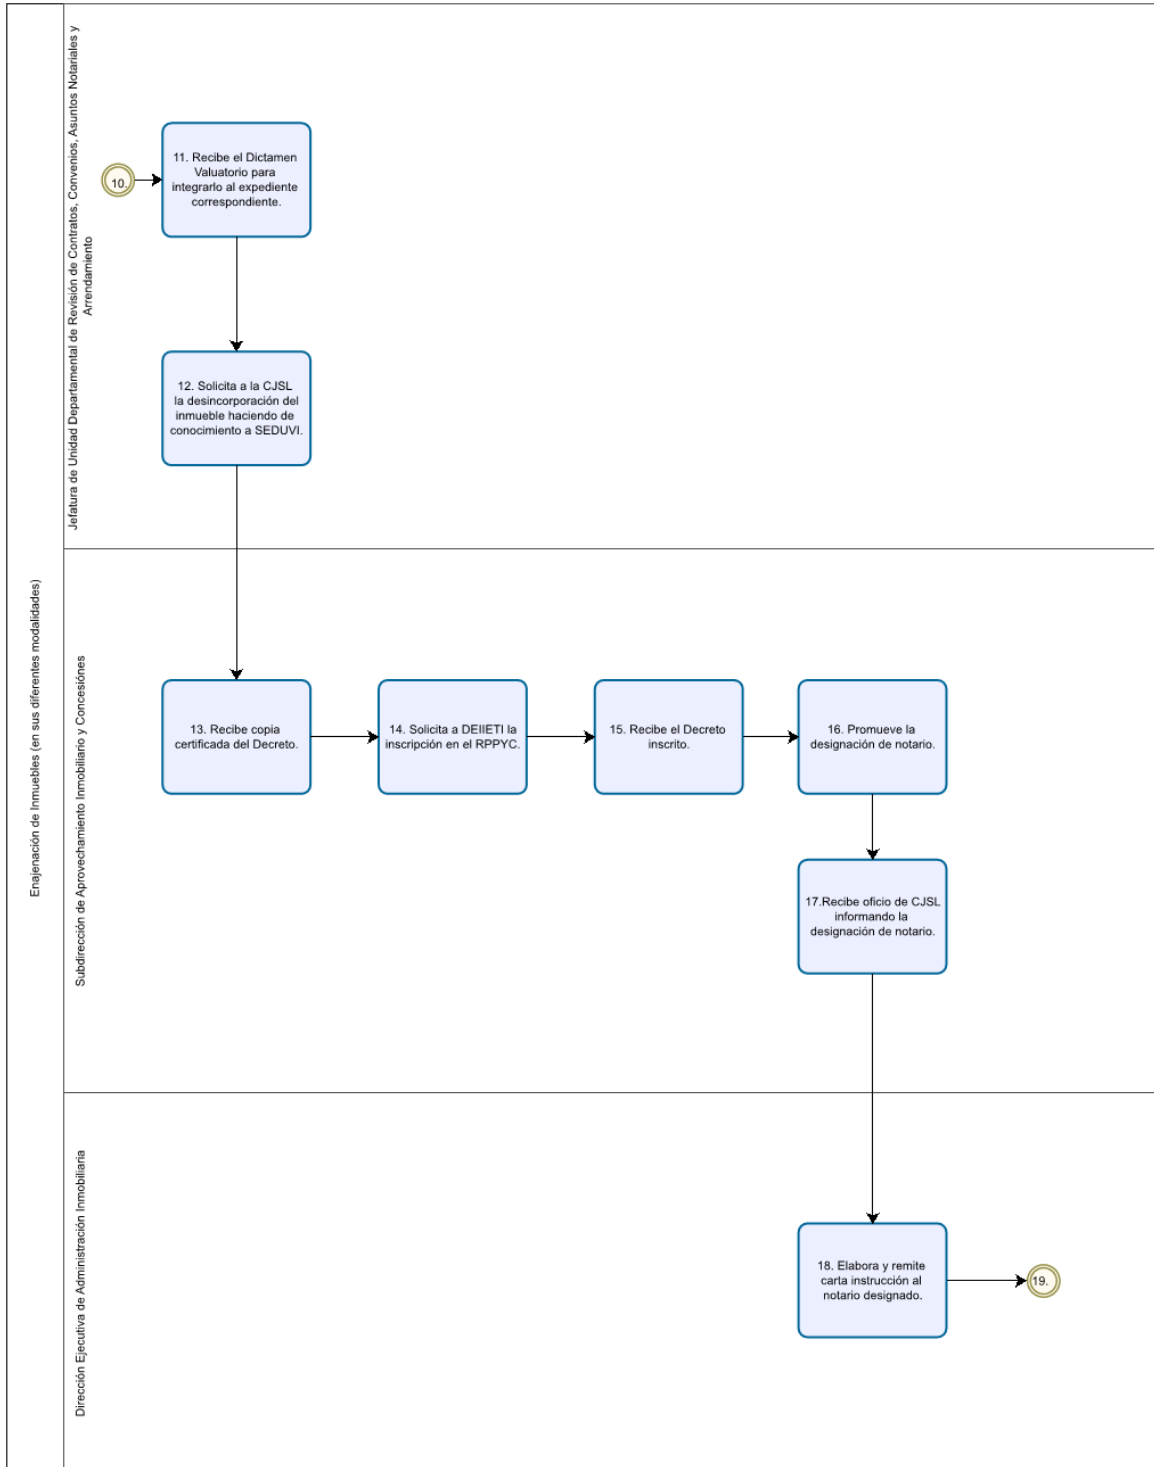 Enajenación de Inmuebles (en sus diferentes modalidades)
Jefatura de Unidad Departamental de Revisión de Contratos, Convenios, Asuntos Notariales y
Arrendamiento
10.
11. Recibe el Dictamen
Valuatorio para
integrarlo al expediente
correspondiente.
12. Solicita a la CJSL
la desincorporación del
inmueble haciendo de
conocimiento a SEDUVI.
Subdirección de Aprovechamiento Inmobiliario y Concesiónes
13. Recibe copia
certificada del Decreto.
14. Solicita a DEIIETI la
inscripción en el RPPYC.
15. Recibe el Decreto
inscrito.
16. Promueve la
designación de notario.
17.Recibe oficio de CJSL
informando la
designación de notario.
Dirección Ejecutiva de Administración Inmobiliaria
18. Elabora y remite
carta instrucción al
notario designado.
19.